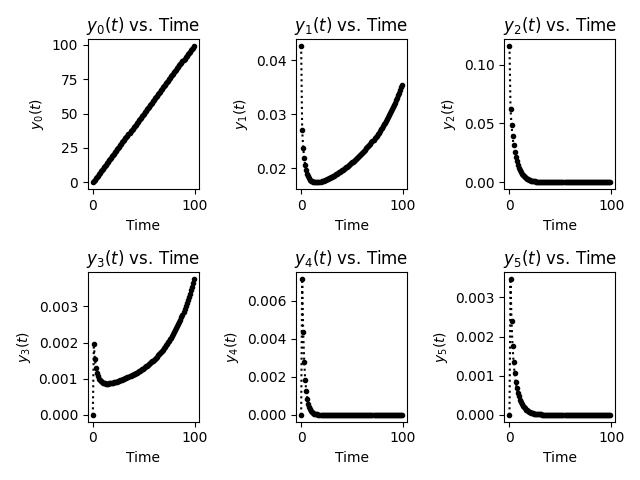 y₀(t) vs. Time
y₁(t) vs. Time
y₂(t) vs. Time
100
75
50
25
0
y₀(t)
0
100
Time
0.04
0.03
0.02
y₁(t)
0
100
Time
0.10
0.05
0.00
y₂(t)
0
100
Time
y₃(t) vs. Time
y₄(t) vs. Time
y₅(t) vs. Time
0.003
0.002
0.001
0.000
y₃(t)
0
100
Time
0.006
0.004
0.002
0.000
y₄(t)
0
100
Time
0.003
0.002
0.001
0.000
y₅(t)
0
100
Time